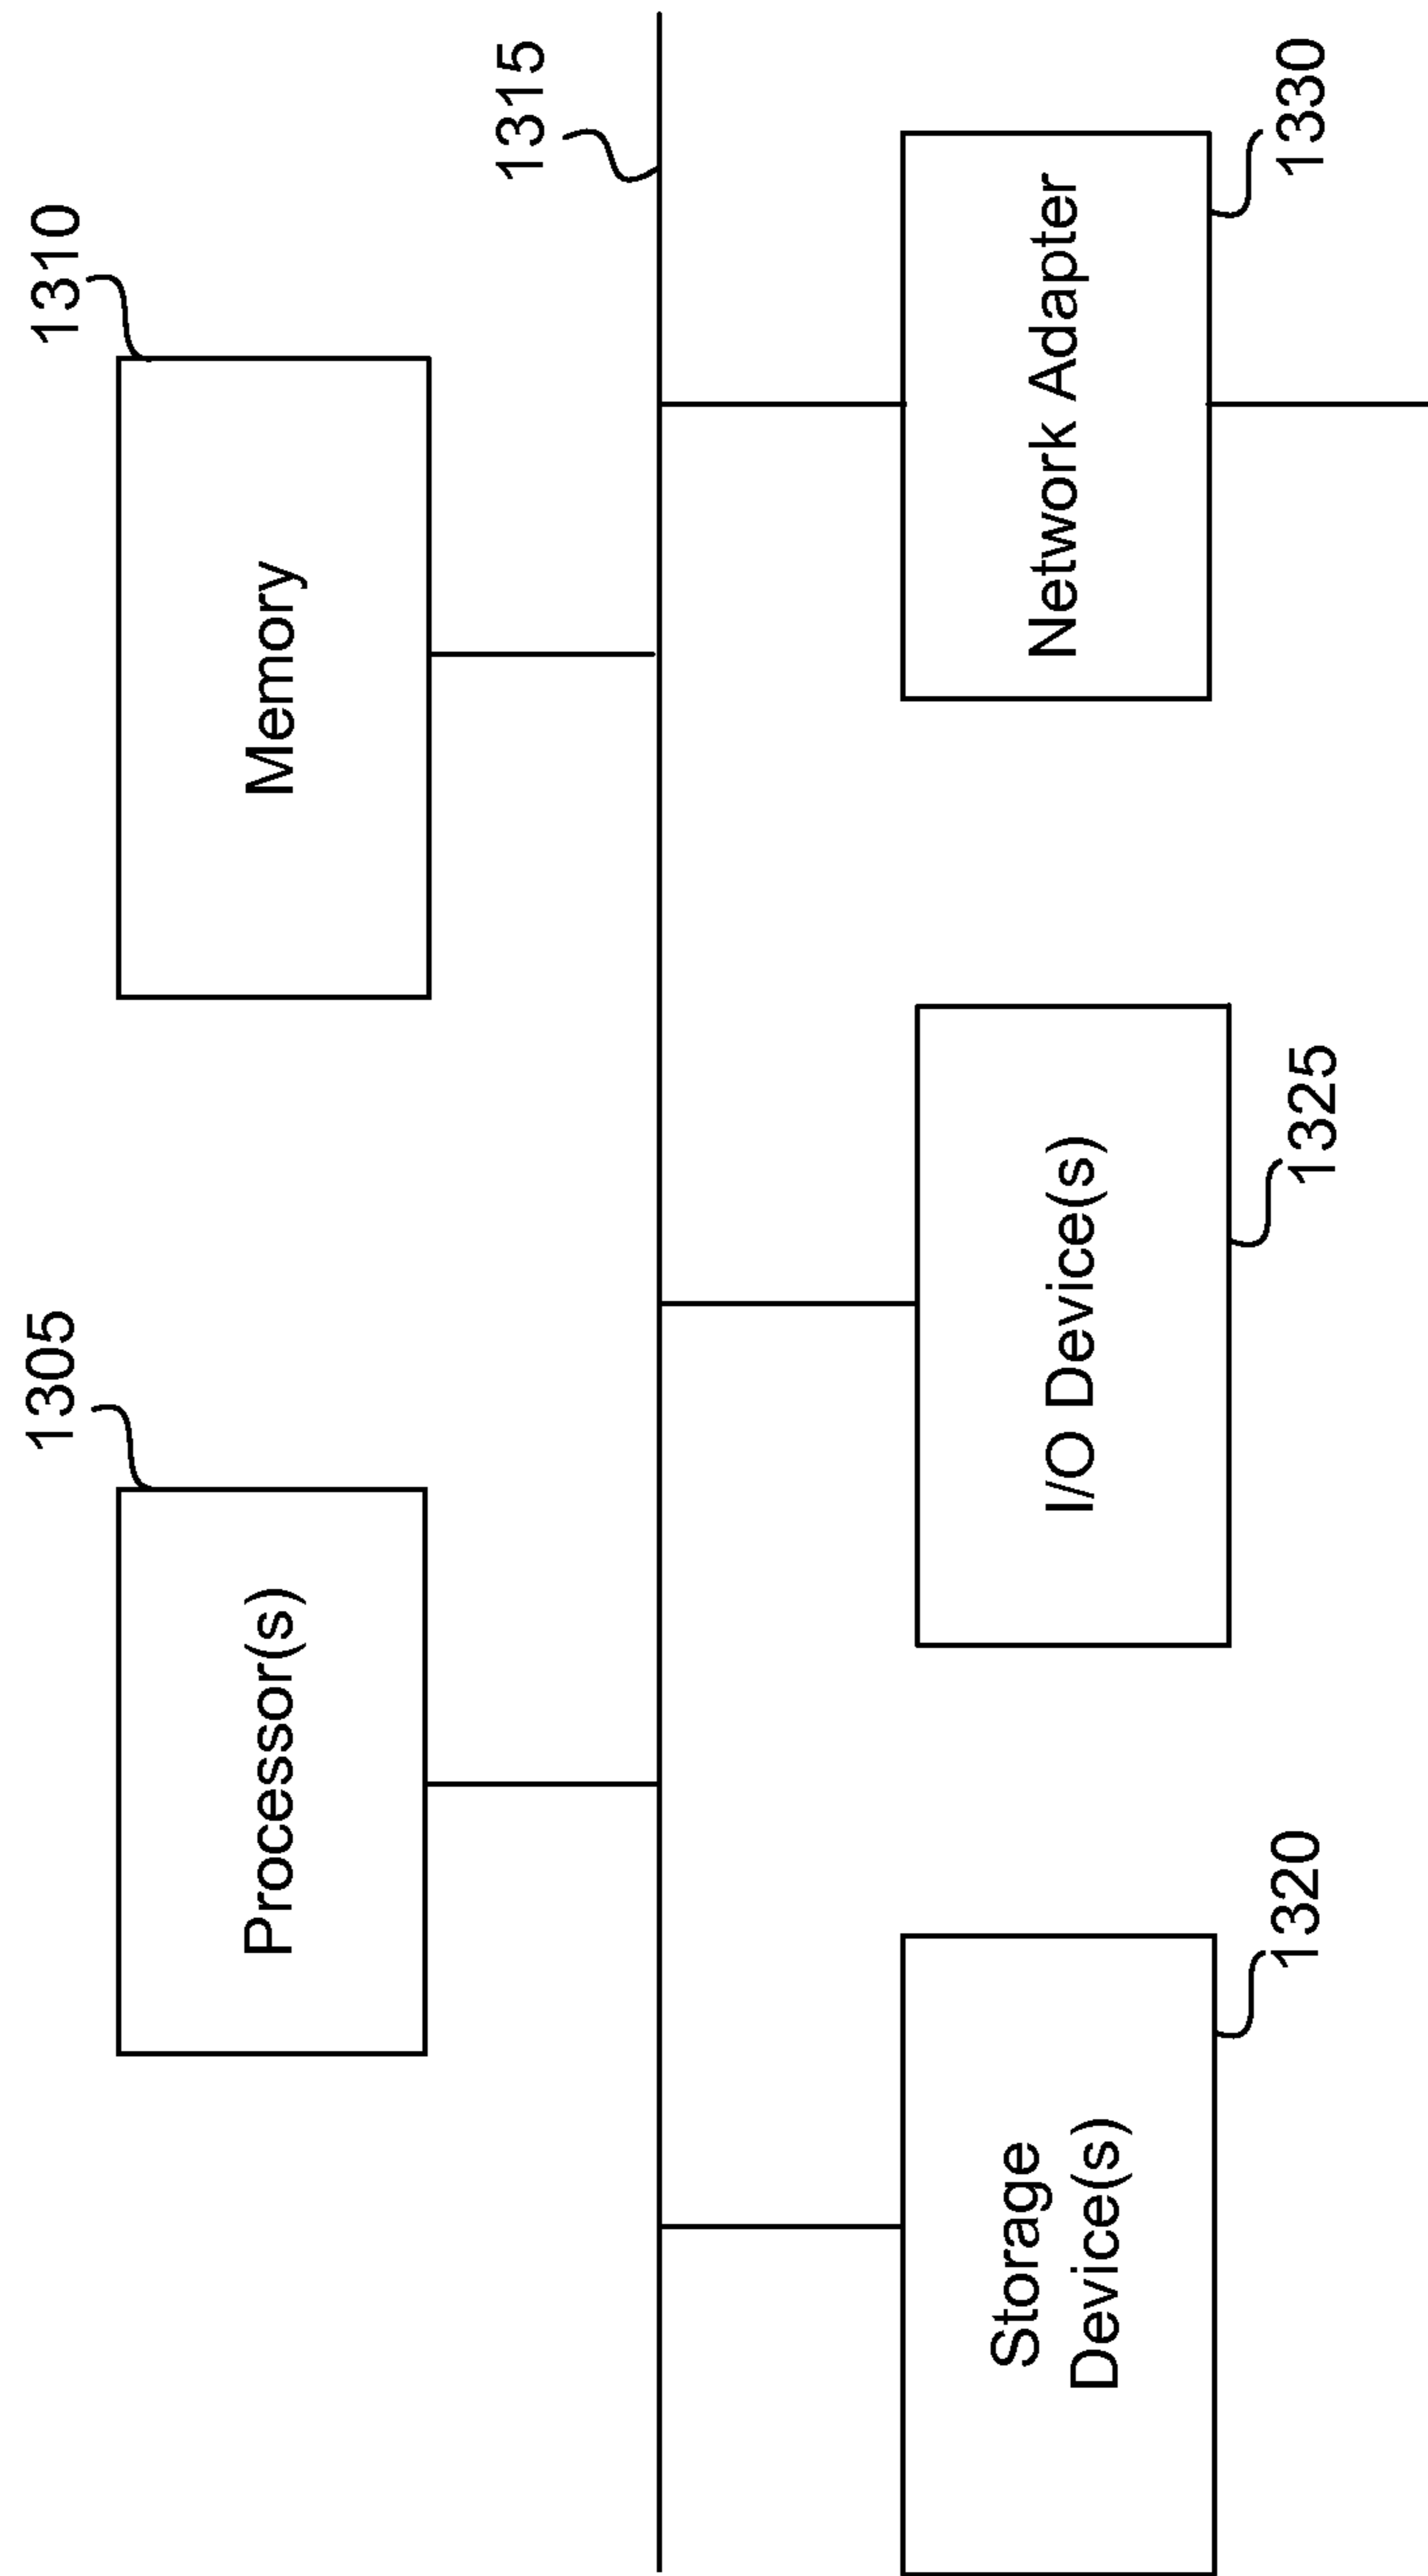 1305
Processor(s)
1310
Memory
1315
Storage
Device(s)
1320
I/O Device(s)
1325
Network Adapter
1330